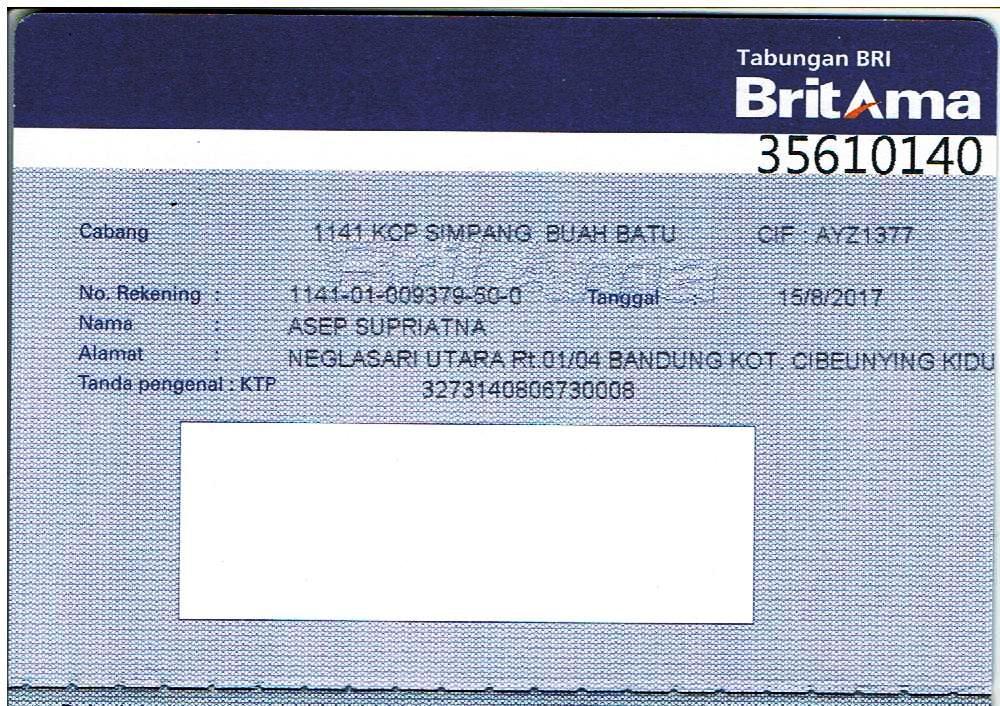 Tabungan BRI
BritAma
35610140
Cabang 1141 KCP SIMPANG BUAH BATU CIF : AYZ1377
No. Rekening : 1141-01-009379-50-0 Tanggal : 15/8/2017
Nama : ASEP SUPRIATNA
Alamat : NEGLASARI UTARA Rt.01/04 BANDUNG KOT. CIBEUNYING KIDU
Tanda pengenal : KTP 3273140806730008